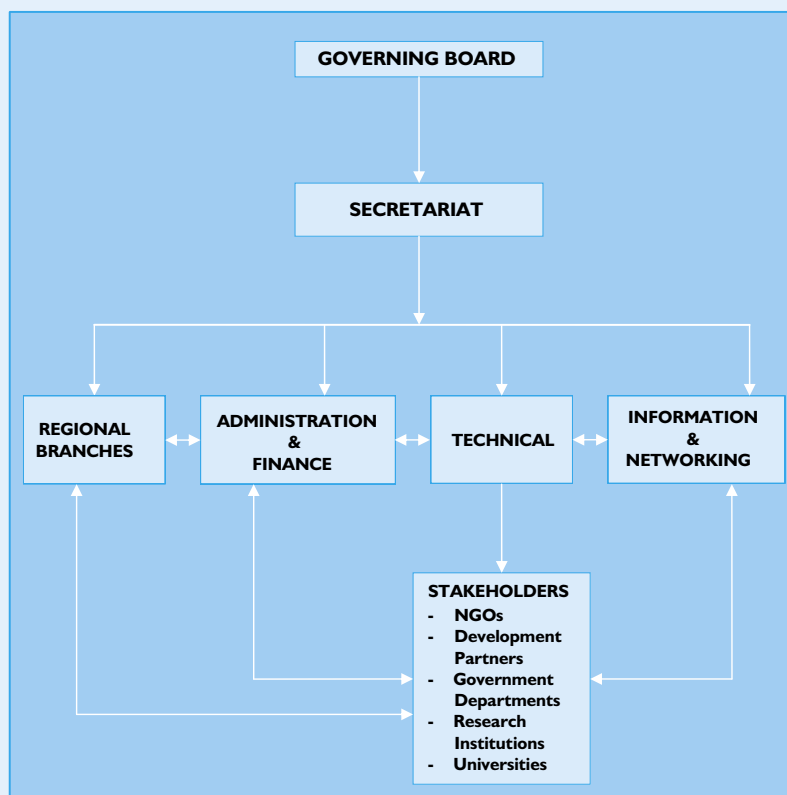 GOVERNING BOARD
SECRETARIAT
REGIONAL
BRANCHES
ADMINISTRATION
&
FINANCE
TECHNICAL
INFORMATION
&
NETWORKING
STAKEHOLDERS
- NGOs
- Development
Partners
- Government
Departments
- Research
Institutions
- Universities